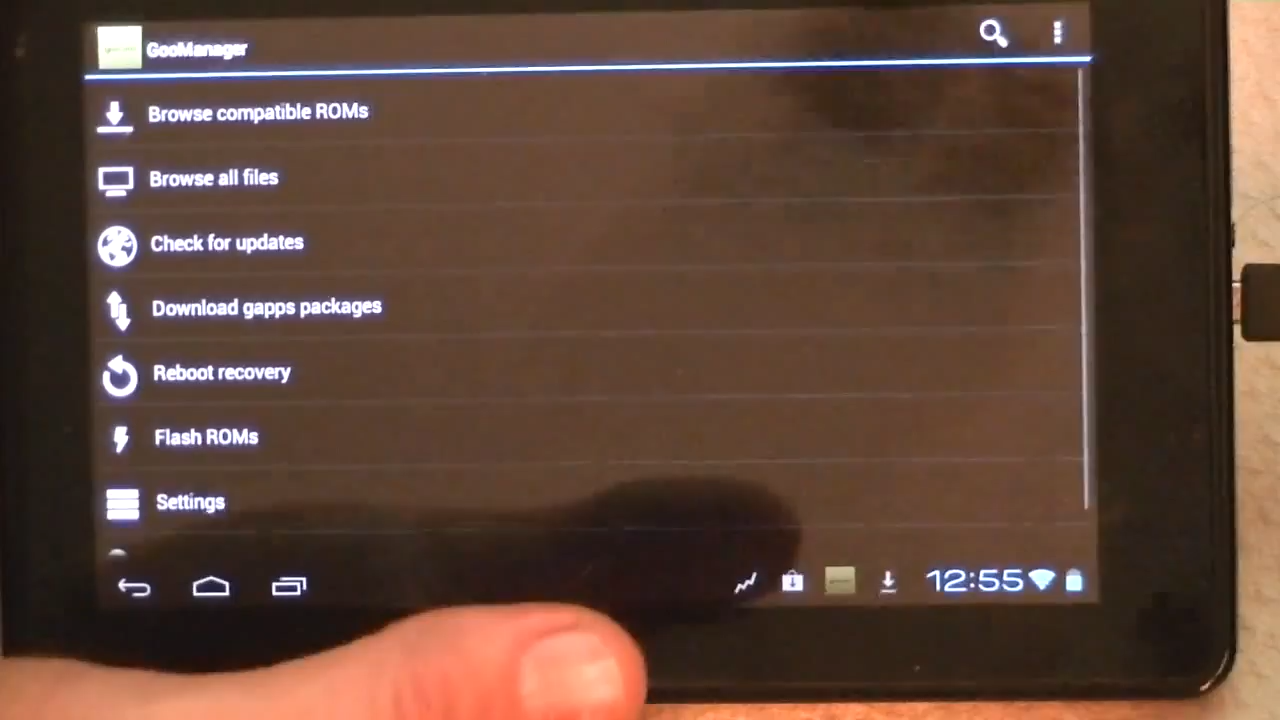 GooManager
Browse compatible ROMs
Browse all files
Check for updates
Download gapps packages
Reboot recovery
Flash ROMs
Settings
12:55